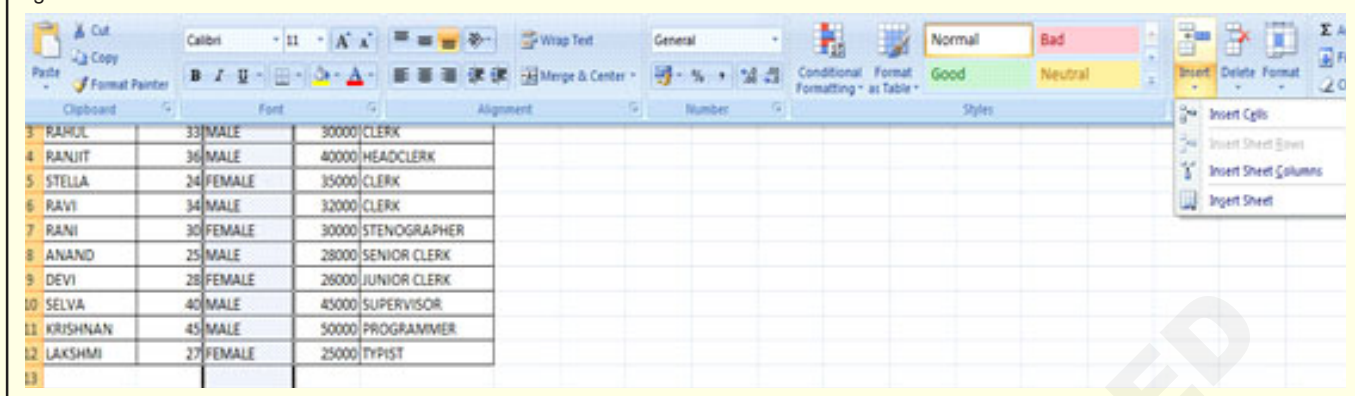 Cut
Copy
Paste
Format Painter
Clipboard
Calibri 11 A A
B I U A
Font
Wrap Text
Merge & Center
Alignment
General
% ,
Number
Conditional Formatting
Format as Table
Normal Bad
Good Neutral
Styles
Insert Delete Format
Insert Cells
Insert Sheet Rows
Insert Sheet Columns
Insert Sheet
Σ
3 RAHUL 33 MALE 30000 CLERK
4 RANJIT 36 MALE 40000 HEADCLERK
5 STELLA 24 FEMALE 35000 CLERK
6 RAVI 34 MALE 32000 CLERK
7 RANI 30 FEMALE 30000 STENOGRAPHER
8 ANAND 25 MALE 28000 SENIOR CLERK
9 DEVI 28 FEMALE 26000 JUNIOR CLERK
10 SELVA 40 MALE 45000 SUPERVISOR
11 KRISHNAN 45 MALE 50000 PROGRAMMER
12 LAKSHMI 27 FEMALE 25000 TYPIST
13
ED